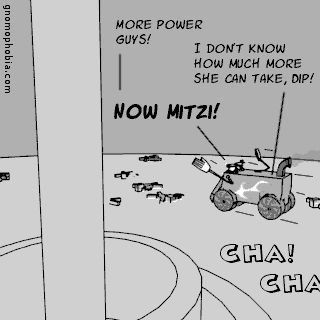 gnomophobia.com
MORE POWER
GUYS!
I DON'T KNOW
HOW MUCH MORE
SHE CAN TAKE, DIP!
NOW MITZI!
CHA!
CHA